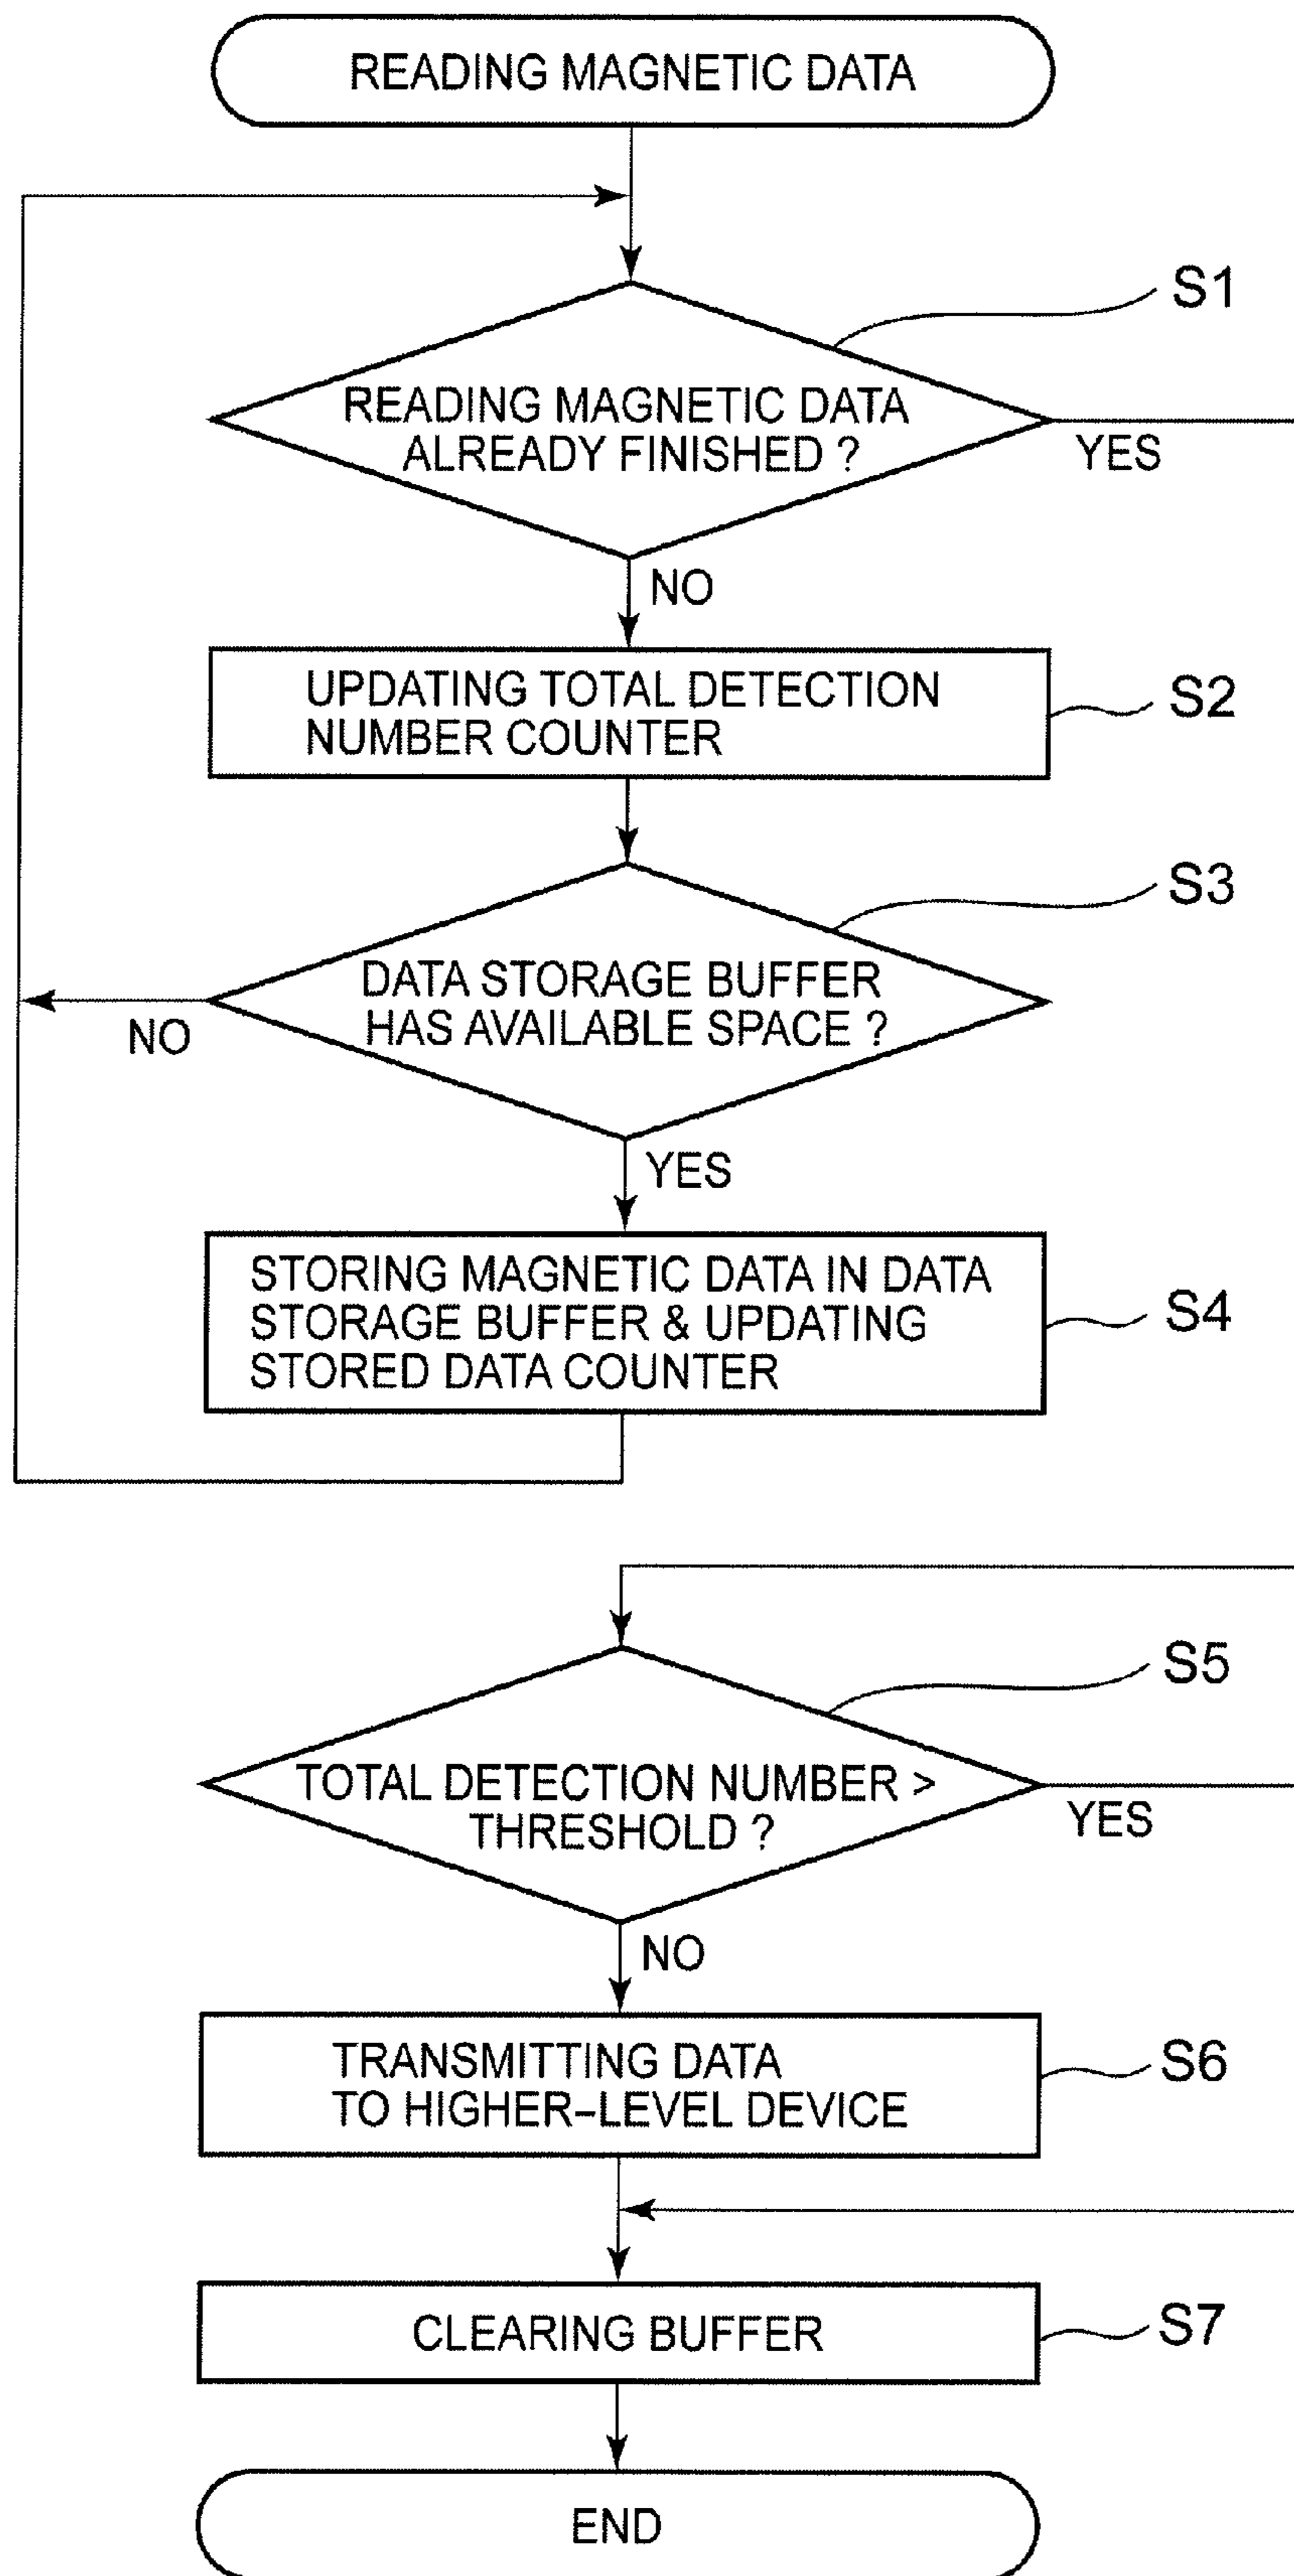 READING MAGNETIC DATA
S1
READING MAGNETIC DATA
ALREADY FINISHED ?
YES
NO
UPDATING TOTAL DETECTION
NUMBER COUNTER
S2
S3
DATA STORAGE BUFFER
HAS AVAILABLE SPACE ?
NO
YES
STORING MAGNETIC DATA IN DATA
STORAGE BUFFER & UPDATING
STORED DATA COUNTER
S4
S5
TOTAL DETECTION NUMBER >
THRESHOLD ?
YES
NO
TRANSMITTING DATA
TO HIGHER–LEVEL DEVICE
S6
CLEARING BUFFER
S7
END